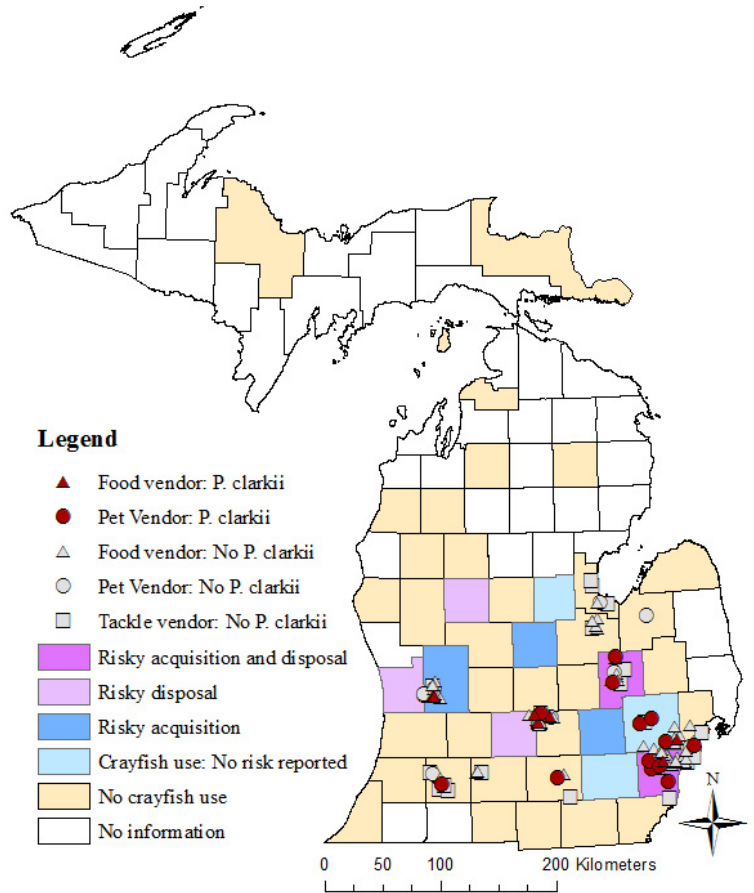 Legend
Food vendor: P. clarkii
Pet Vendor: P. clarkii
Food vendor: No P. clarkii
Pet Vendor: No P. clarkii
Tackle vendor: No P. clarkii
Risky acquisition and disposal
Risky disposal
Risky acquisition
Crayfish use: No risk reported
No crayfish use
No information
N
0 50 100 200 Kilometers